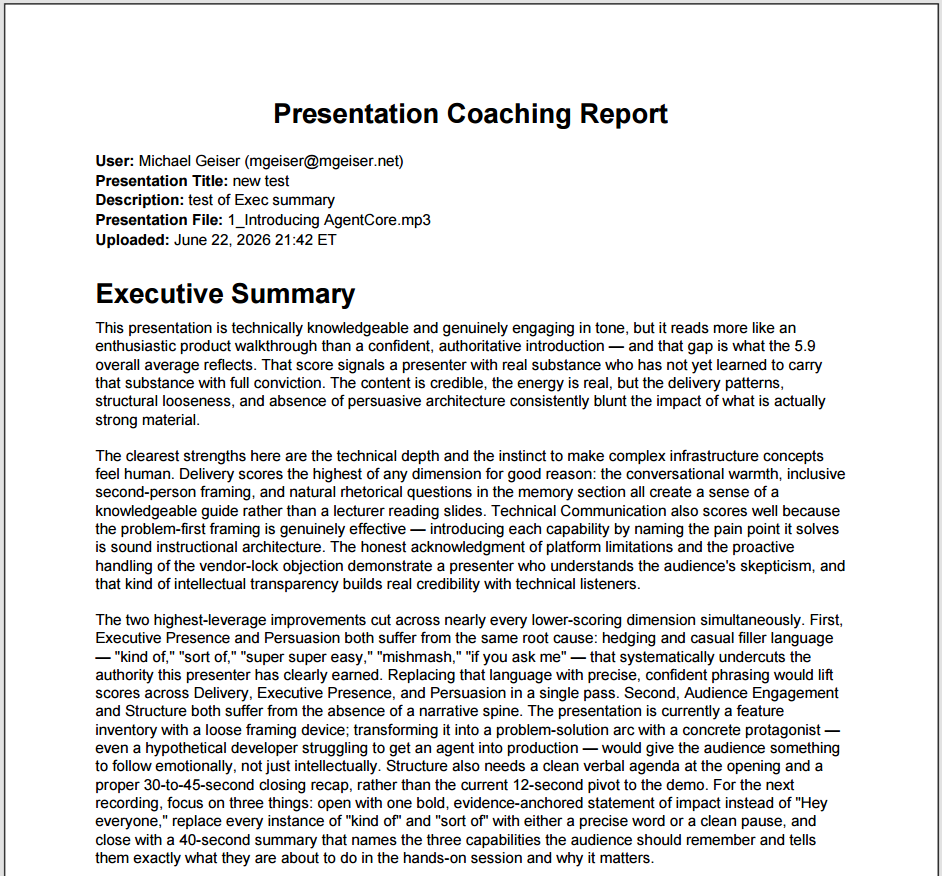 Presentation Coaching Report
User: Michael Geiser (mgeiser@mgeiser.net)
Presentation Title: new test
Description: test of Exec summary
Presentation File: 1_Introducing AgentCore.mp3
Uploaded: June 22, 2026 21:42 ET
Executive Summary
This presentation is technically knowledgeable and genuinely engaging in tone, but it reads more like an
enthusiastic product walkthrough than a confident, authoritative introduction — and that gap is what the 5.9
overall average reflects. That score signals a presenter with real substance who has not yet learned to carry
that substance with full conviction. The content is credible, the energy is real, but the delivery patterns,
structural looseness, and absence of persuasive architecture consistently blunt the impact of what is actually
strong material.
The clearest strengths here are the technical depth and the instinct to make complex infrastructure concepts
feel human. Delivery scores the highest of any dimension for good reason: the conversational warmth, inclusive
second-person framing, and natural rhetorical questions in the memory section all create a sense of a
knowledgeable guide rather than a lecturer reading slides. Technical Communication also scores well because
the problem-first framing is genuinely effective — introducing each capability by naming the pain point it solves
is sound instructional architecture. The honest acknowledgment of platform limitations and the proactive
handling of the vendor-lock objection demonstrate a presenter who understands the audience's skepticism, and
that kind of intellectual transparency builds real credibility with technical listeners.
The two highest-leverage improvements cut across nearly every lower-scoring dimension simultaneously. First,
Executive Presence and Persuasion both suffer from the same root cause: hedging and casual filler language
— "kind of," "sort of," "super super easy," "mishmash," "if you ask me" — that systematically undercuts the
authority this presenter has clearly earned. Replacing that language with precise, confident phrasing would lift
scores across Delivery, Executive Presence, and Persuasion in a single pass. Second, Audience Engagement
and Structure both suffer from the absence of a narrative spine. The presentation is currently a feature
inventory with a loose framing device; transforming it into a problem-solution arc with a concrete protagonist —
even a hypothetical developer struggling to get an agent into production — would give the audience something
to follow emotionally, not just intellectually. Structure also needs a clean verbal agenda at the opening and a
proper 30-to-45-second closing recap, rather than the current 12-second pivot to the demo. For the next
recording, focus on three things: open with one bold, evidence-anchored statement of impact instead of "Hey
everyone," replace every instance of "kind of" and "sort of" with either a precise word or a clean pause, and
close with a 40-second summary that names the three capabilities the audience should remember and tells
them exactly what they are about to do in the hands-on session and why it matters.